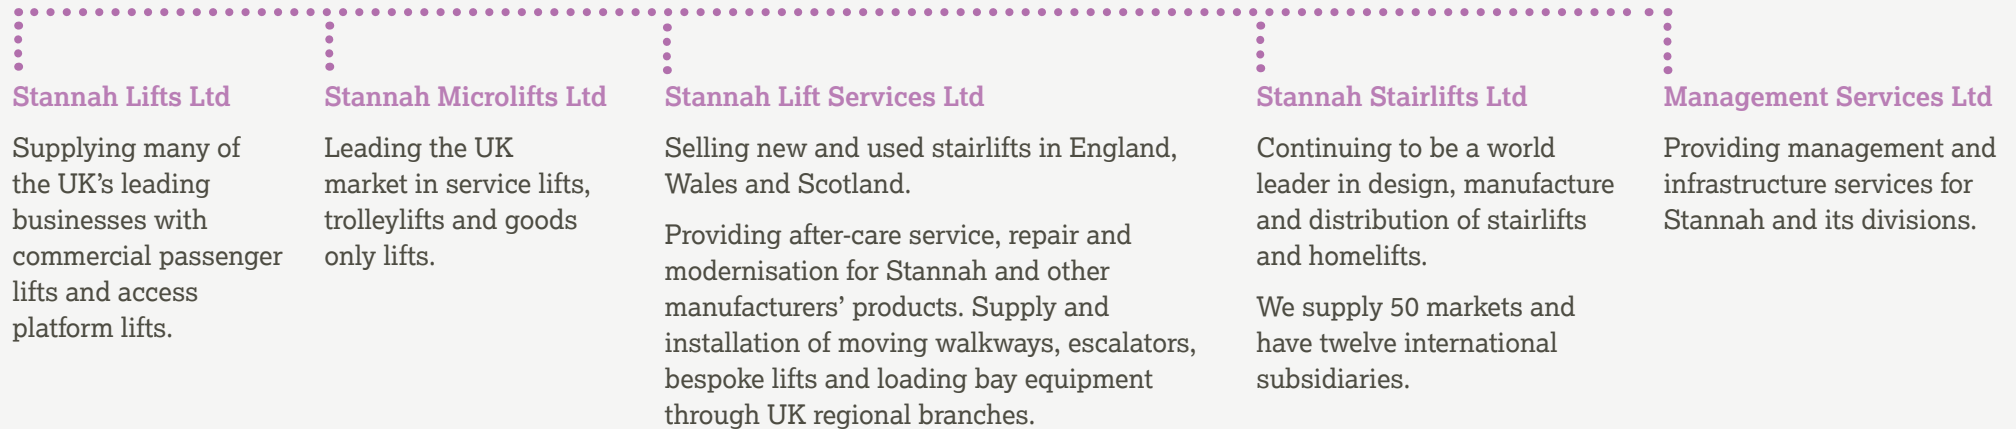 Stannah Lifts Ltd
Supplying many of
the UK’s leading
businesses with
commercial passenger
lifts and access
platform lifts.
Stannah Microlifts Ltd
Leading the UK
market in service lifts,
trolleylifts and goods
only lifts.
Stannah Lift Services Ltd
Selling new and used stairlifts in England,
Wales and Scotland.
Providing after-care service, repair and
modernisation for Stannah and other
manufacturers’ products. Supply and
installation of moving walkways, escalators,
bespoke lifts and loading bay equipment
through UK regional branches.
Stannah Stairlifts Ltd
Continuing to be a world
leader in design, manufacture
and distribution of stairlifts
and homelifts.
We supply 50 markets and
have twelve international
subsidiaries.
Management Services Ltd
Providing management and
infrastructure services for
Stannah and its divisions.